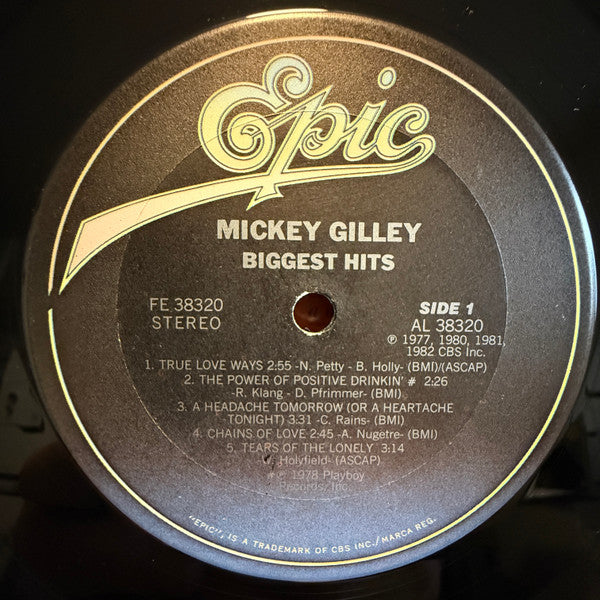 Epic
MICKEY GILLEY
BIGGEST HITS
FE 38320
STEREO
SIDE 1
AL 38320
℗ 1977, 1980, 1981,
1982 CBS Inc.
1. TRUE LOVE WAYS 2:55 -N. Petty - B. Holly- (BMI)/(ASCAP)
2. THE POWER OF POSITIVE DRINKIN' # 2:26
-R. Klang - D. Pfrimmer- (BMI)
3. A HEADACHE TOMORROW (OR A HEARTACHE
TONIGHT) 3:31 -C. Rains- (BMI)
4. CHAINS OF LOVE 2:45 -A. Nugetre- (BMI)
5. TEARS OF THE LONELY 3:14
-W. Holyfield- (ASCAP)
# ℗ 1978 Playboy
Records, Inc.
"EPIC", IS A TRADEMARK OF CBS INC./MARCA REG.